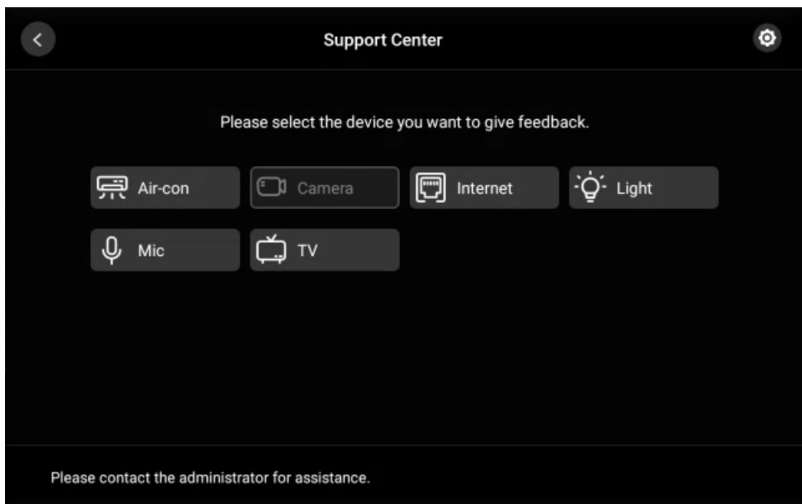 Support Center
Please select the device you want to give feedback.
Air-con
Camera
Internet
Light
Mic
TV
Please contact the administrator for assistance.